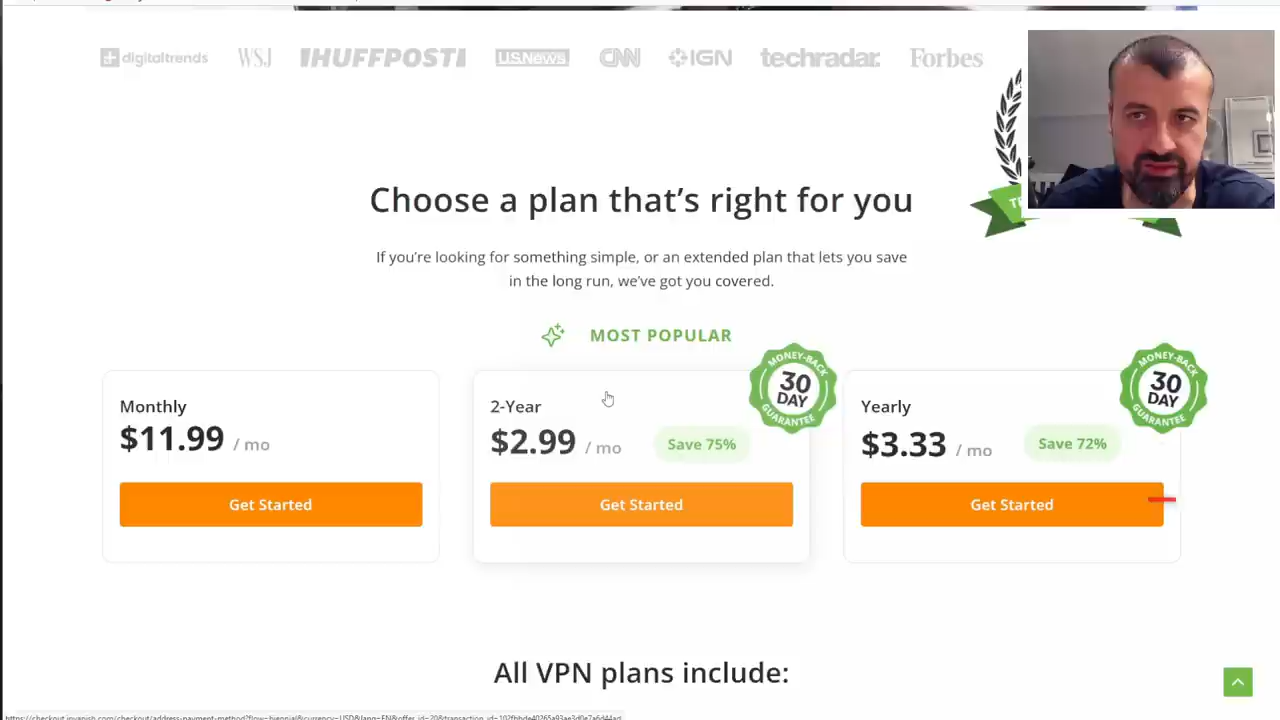 digitaltrends WSJ IHUFFPOSTI U.S.News CNN IGN techradar. Forbes
TE
Choose a plan that’s right for you
If you’re looking for something simple, or an extended plan that lets you save
in the long run, we’ve got you covered.
MOST POPULAR
Monthly
$11.99 / mo
Get Started
2-Year
$2.99 / mo
Save 75%
MONEY-BACK
30
DAY
GUARANTEE
Get Started
Yearly
$3.33 / mo
Save 72%
MONEY-BACK
30
DAY
GUARANTEE
Get Started
All VPN plans include: